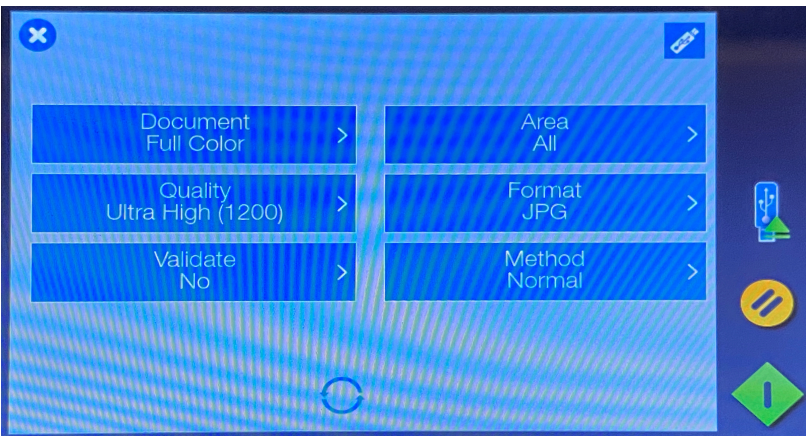 Document
Full Color
Area
All
Quality
Ultra High (1200)
Format
JPG
Validate
No
Method
Normal